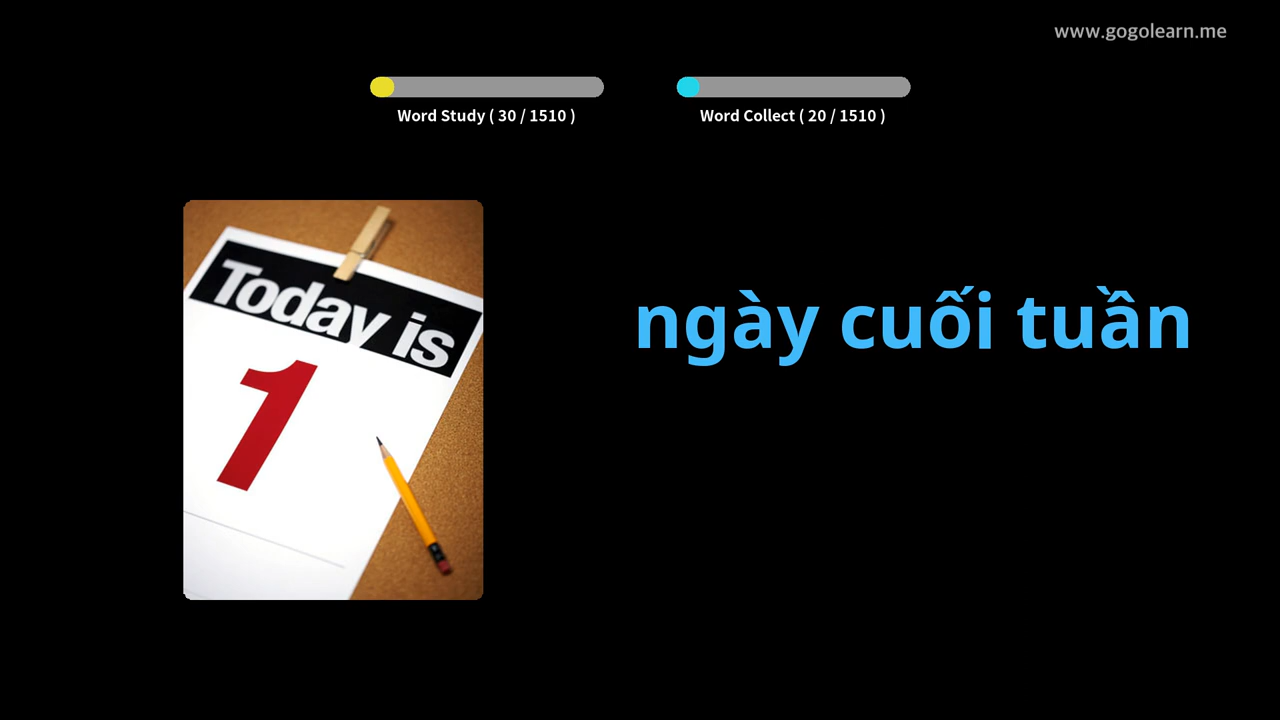 www.gogolearn.me
Word Study ( 30 / 1510 )
Word Collect ( 20 / 1510 )
Today is
1
ngày cuối tuần